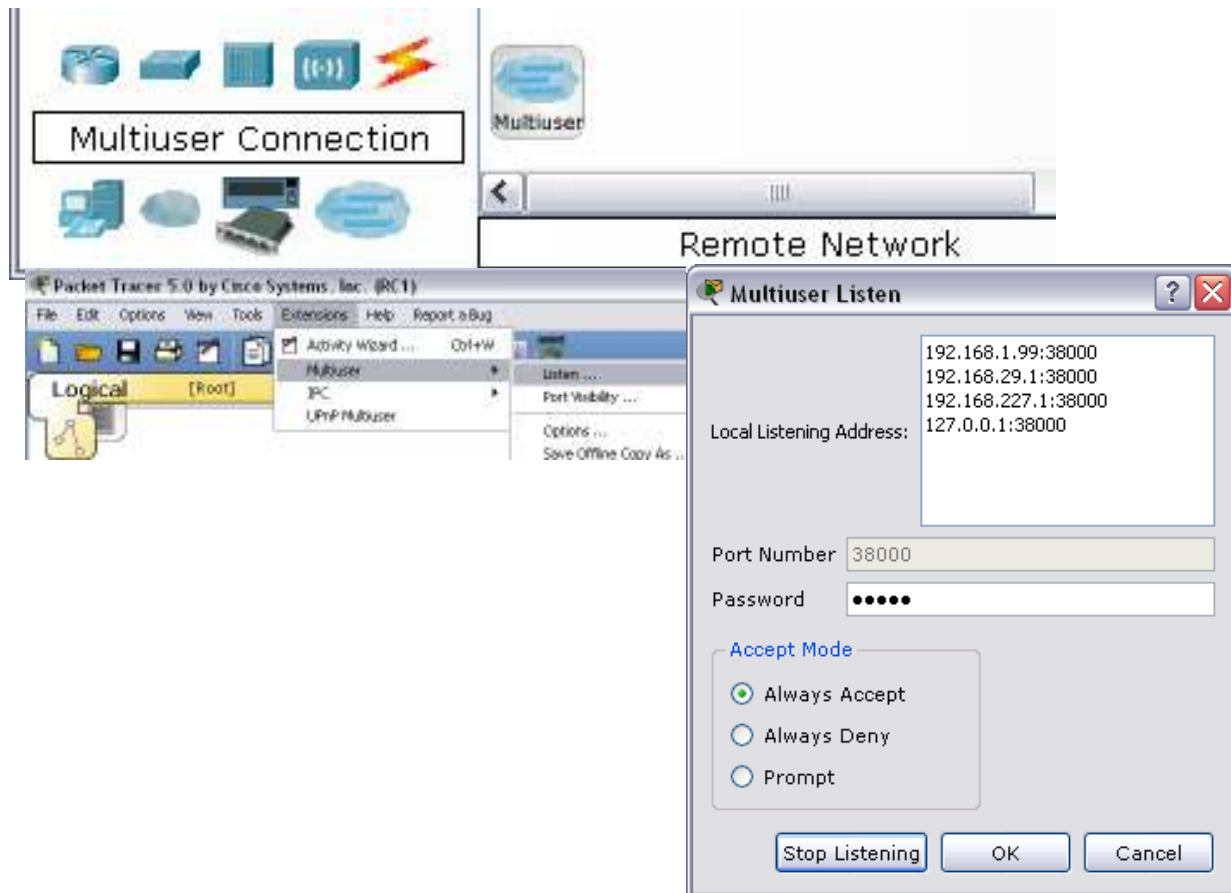 Multiuser Connection
Multiuser
Remote Network
Packet Tracer 5.0 by Cisco Systems, Inc. (RC1)
File Edit Options View Tools Extensions Help Report a Bug
Activity Wizard ... Ctrl+W
Multiuser
IPC
UPnP Multiuser
Listen ....
Port Visibility ...
Options ...
Save Offline Copy As ...
Logical [Root]
Multiuser Listen
Local Listening Address:
192.168.1.99:38000
192.168.29.1:38000
192.168.227.1:38000
127.0.0.1:38000
Port Number 38000
Password •••••
Accept Mode
Always Accept
Always Deny
Prompt
Stop Listening OK Cancel